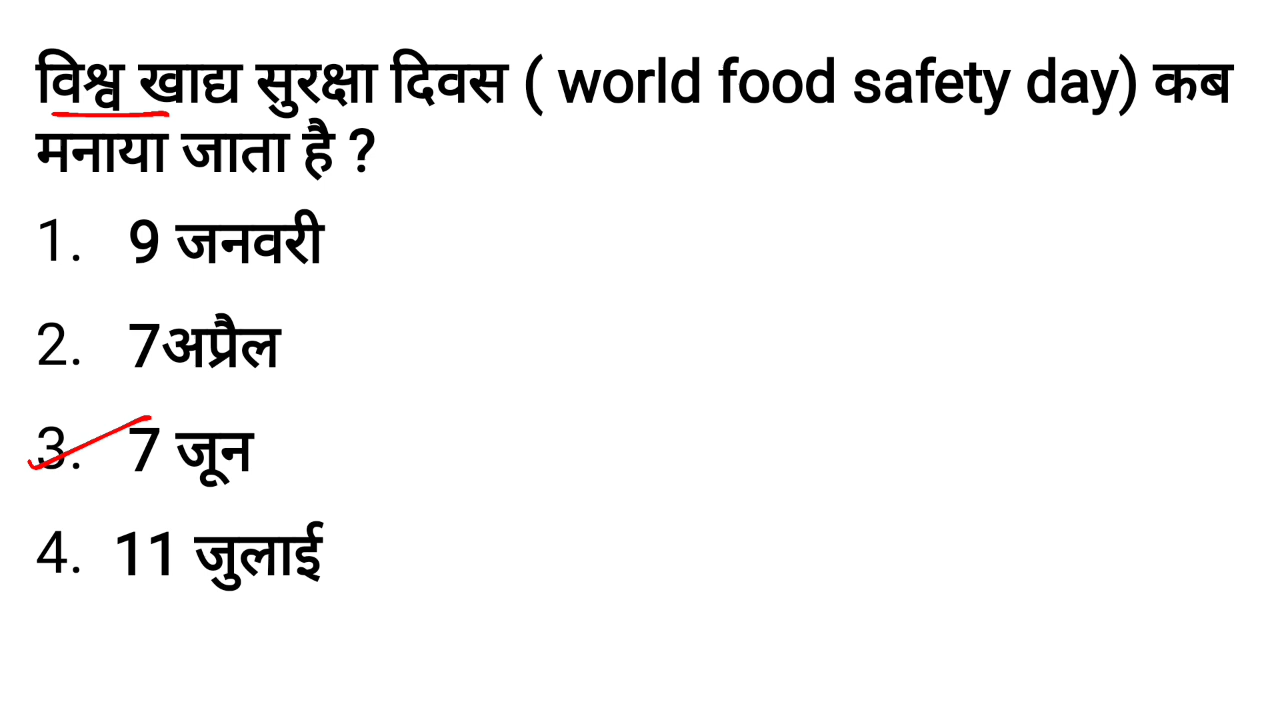 विश्व खाद्य सुरक्षा दिवस ( world food safety day) कब
मनाया जाता है ?
1. 9 जनवरी
2. 7अप्रैल
3. 7 जून
4. 11 जुलाई